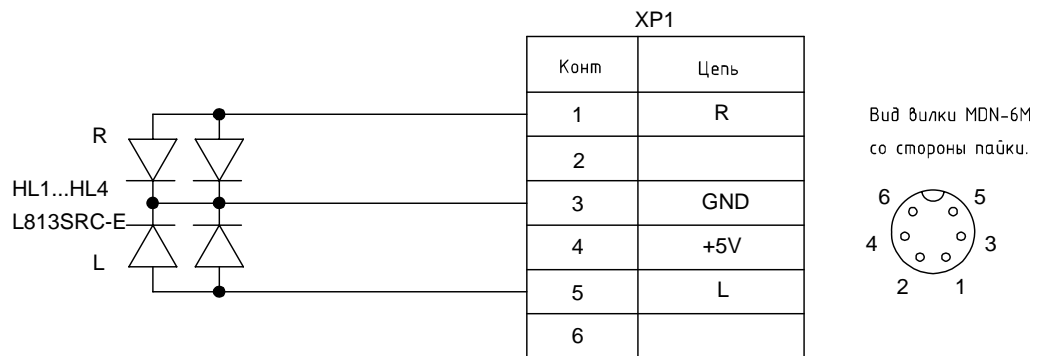 XP1
Конт Цепь
1 R
2
3 GND
4 +5V
5 L
6
R
HL1...HL4
L813SRC-E
L
Вид вилки MDN-6M
со стороны пайки.
6 5
4 3
2 1